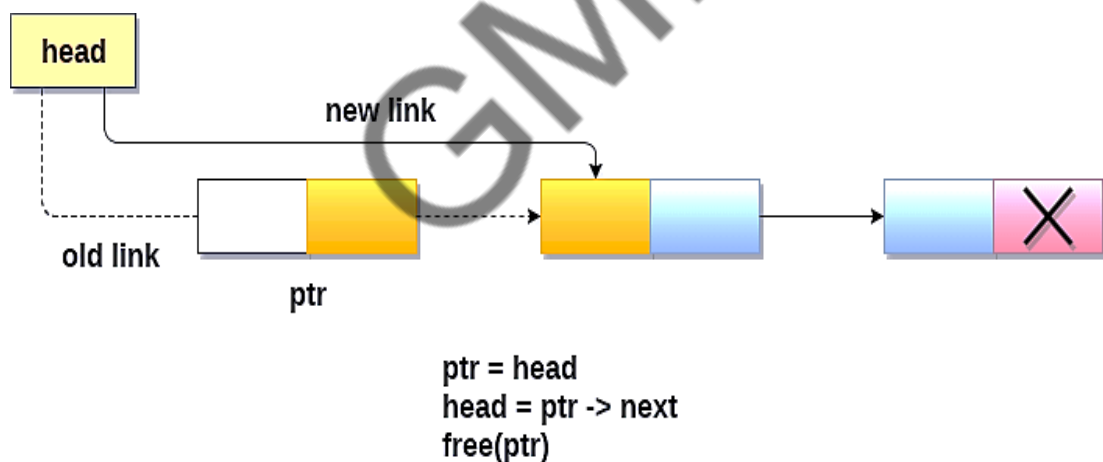 head
new link
old link
ptr
ptr = head
head = ptr -> next
free(ptr)